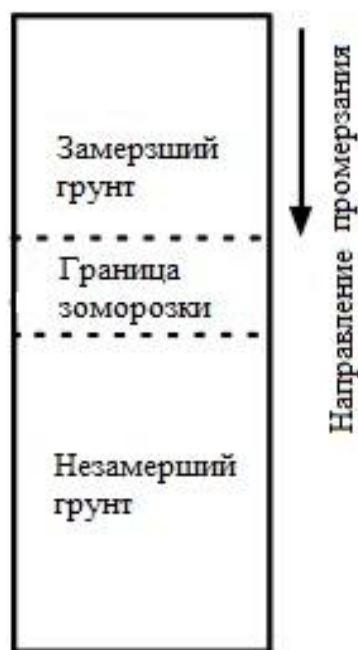 Замерзший
грунт
Граница
зоморозки
Незамерший
грунт
Направление промерзания